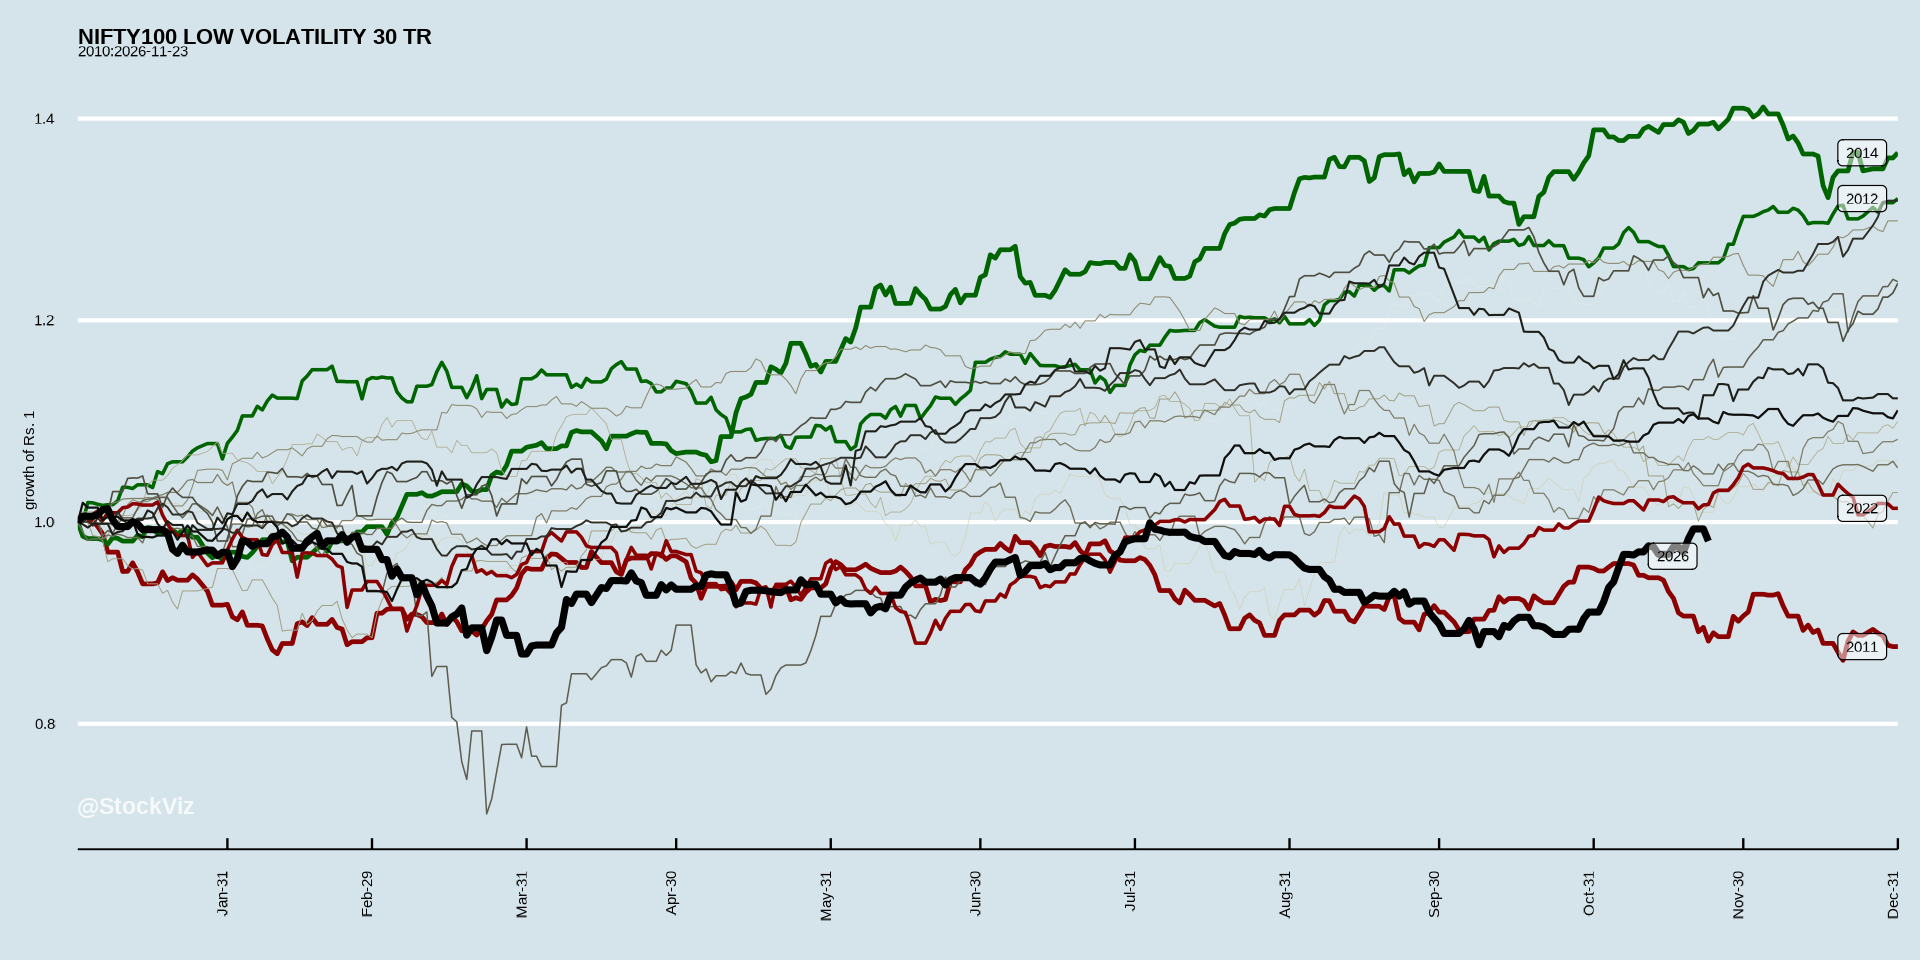 NIFTY100 LOW VOLATILITY 30 TR
2010:2026-11-23
growth of Rs. 1
1.4
1.2
1.0
0.8
2014
2012
2022
2026
2011
@StockViz
Jan-31
Feb-29
Mar-31
Apr-30
May-31
Jun-30
Jul-31
Aug-31
Sep-30
Oct-31
Nov-30
Dec-31